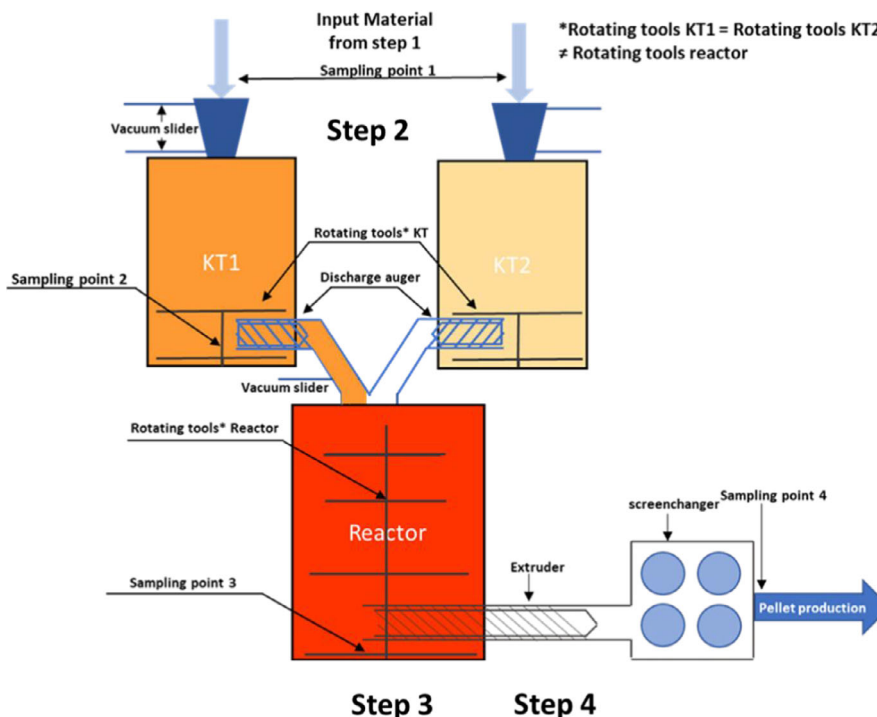 Input Material
from step 1
*Rotating tools KT1 = Rotating tools KT2
≠ Rotating tools reactor
Sampling point 1
Vacuum slider
Step 2
Rotating tools* KT
KT1
KT2
Sampling point 2
Discharge auger
Vacuum slider
Rotating tools* Reactor
Sampling point 4
screenchanger
Reactor
Extruder
Sampling point 3
Pellet production
Step 3
Step 4